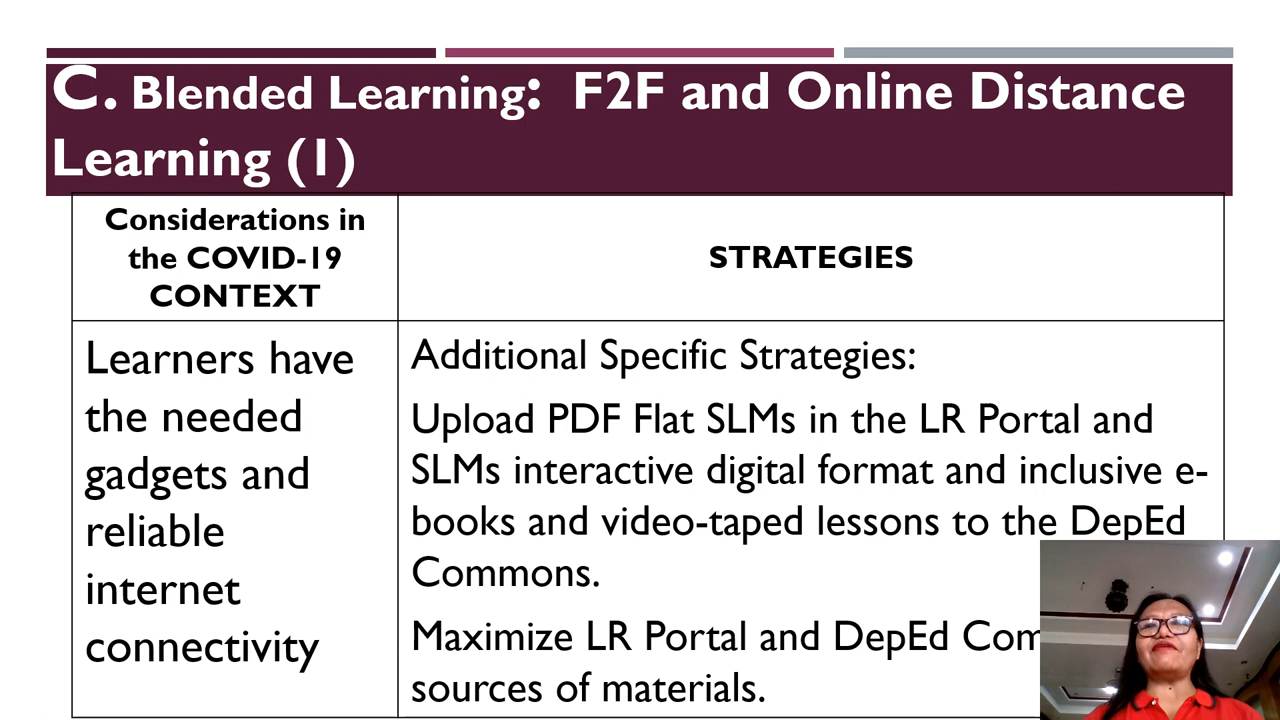 C. Blended Learning: F2F and Online Distance
Learning (1)
Considerations in
the COVID-19
CONTEXT
STRATEGIES
Learners have
the needed
gadgets and
reliable
internet
connectivity
Additional Specific Strategies:
Upload PDF Flat SLMs in the LR Portal and
SLMs interactive digital format and inclusive e-
books and video-taped lessons to the DepEd
Commons.
Maximize LR Portal and DepEd Com
sources of materials.